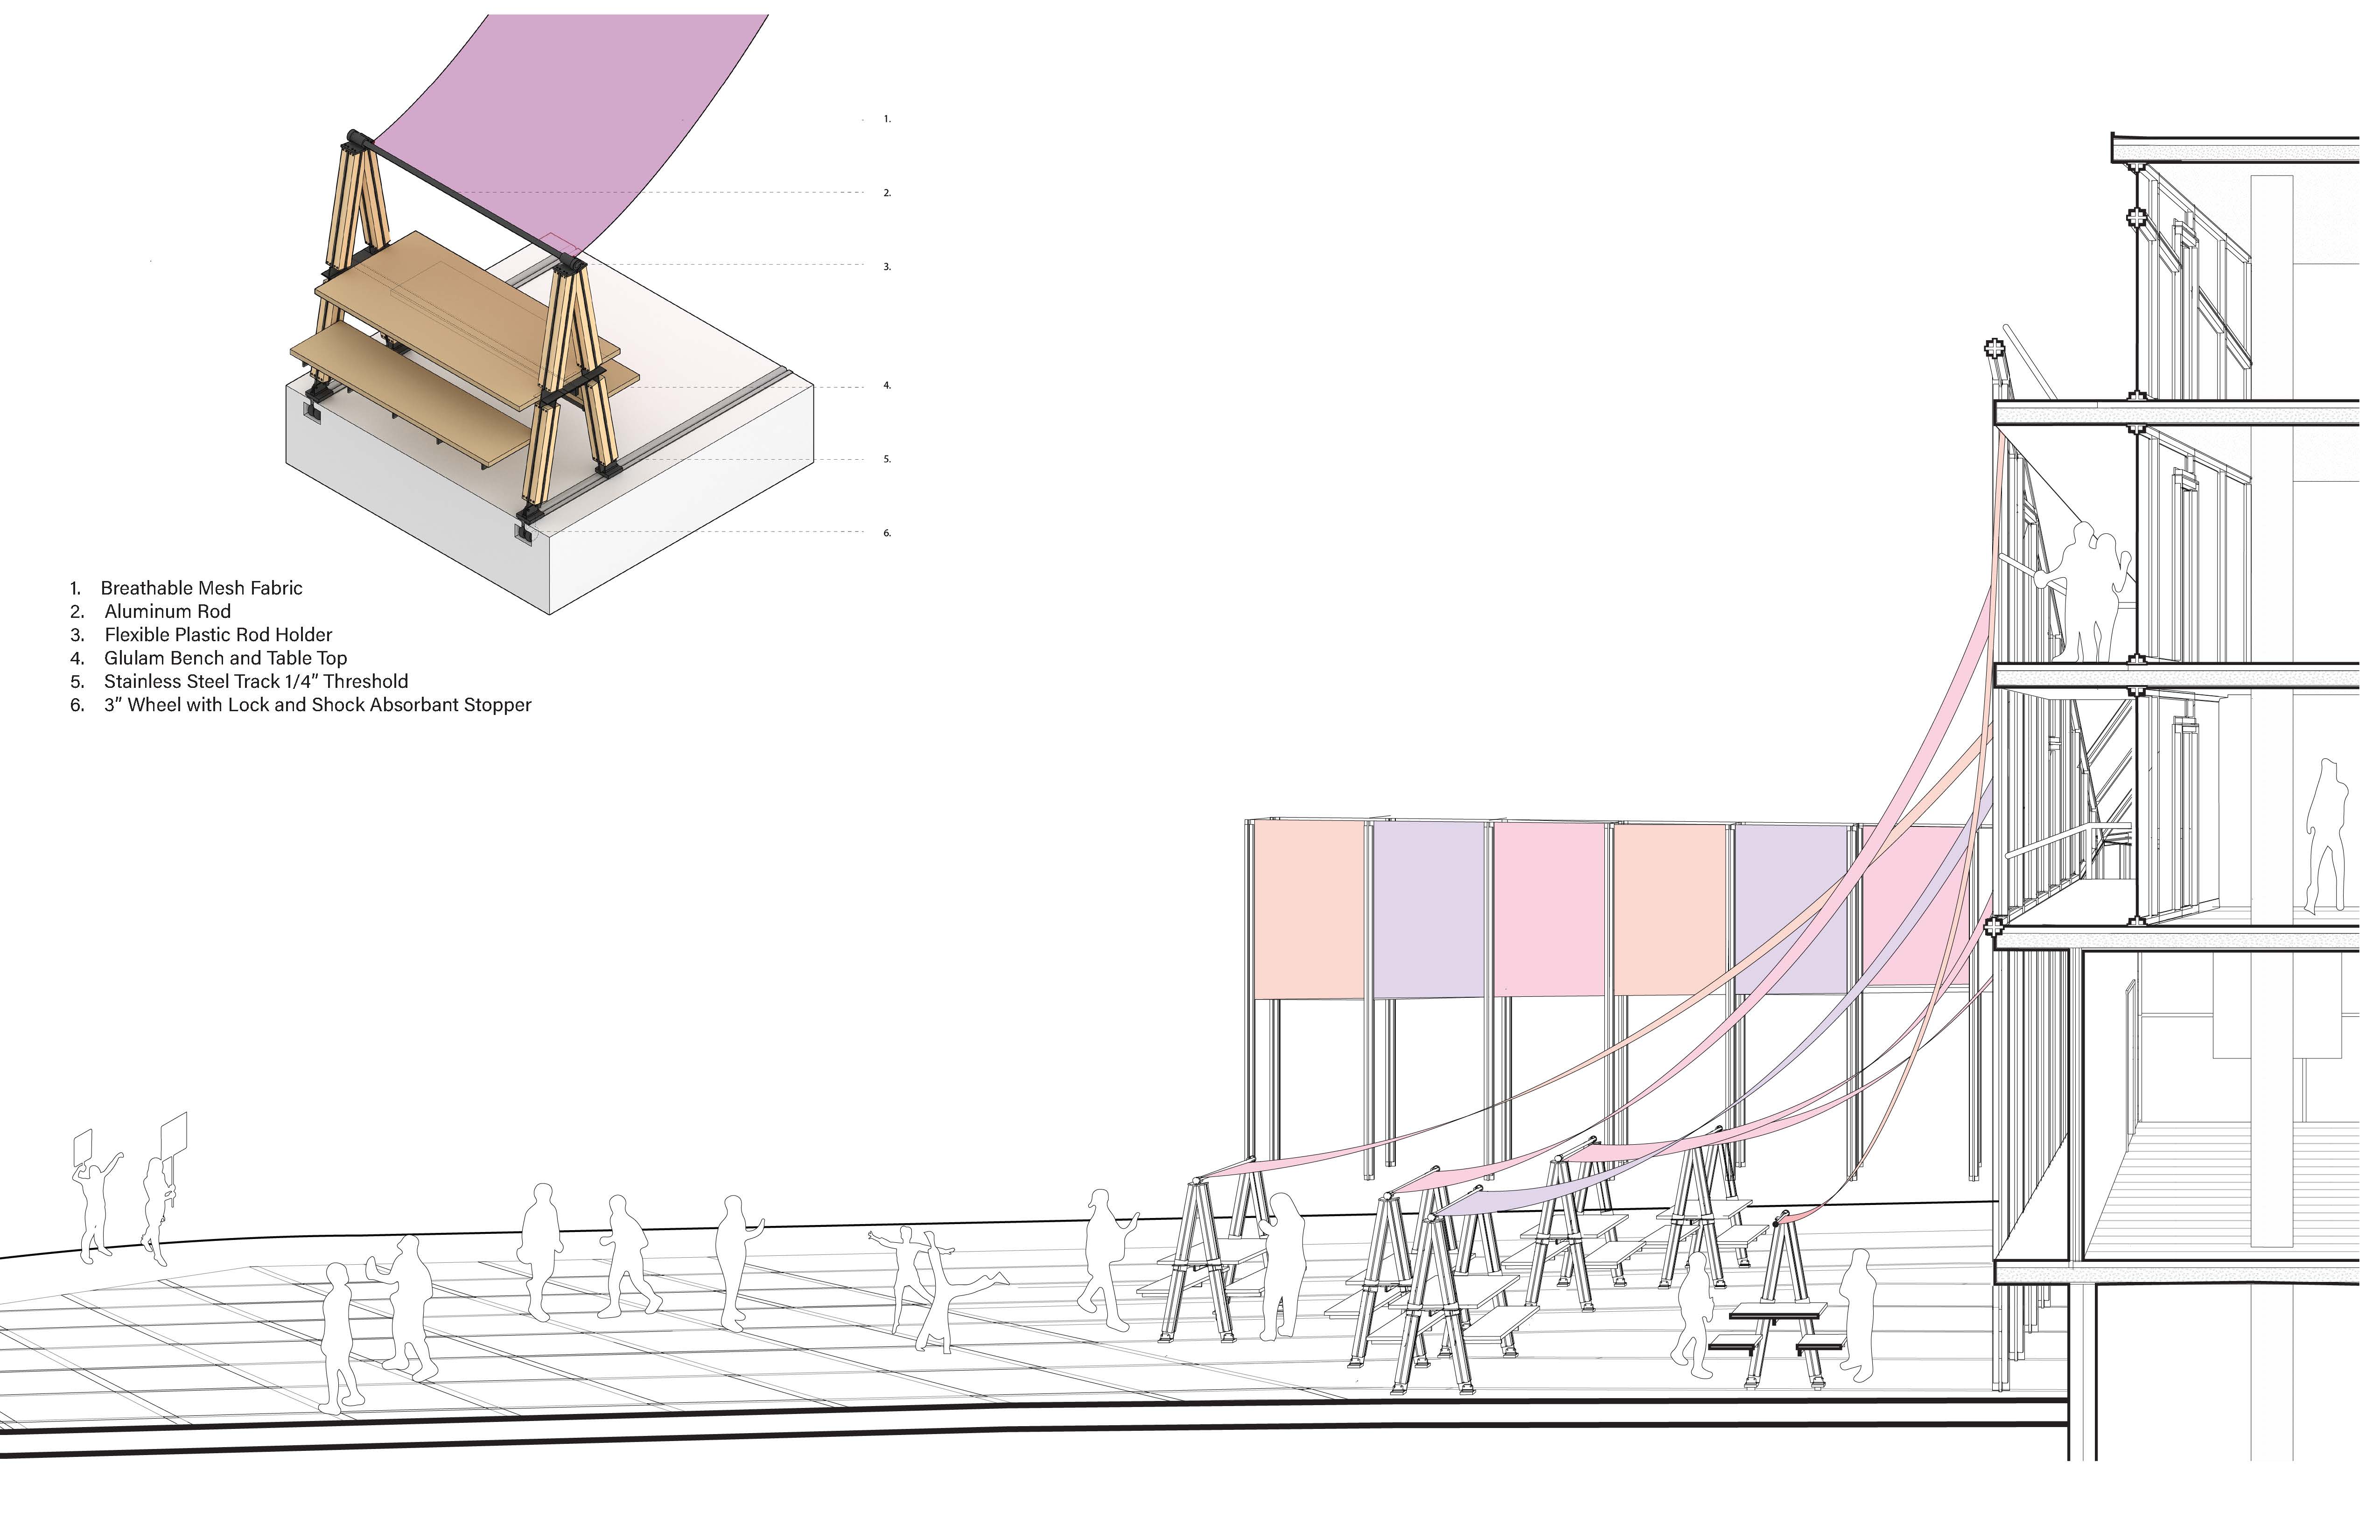 1.
2.
3.
4.
5.
6.
1. Breathable Mesh Fabric
2. Aluminum Rod
3. Flexible Plastic Rod Holder
4. Glulam Bench and Table Top
5. Stainless Steel Track 1/4" Threshold
6. 3" Wheel with Lock and Shock Absorbant Stopper